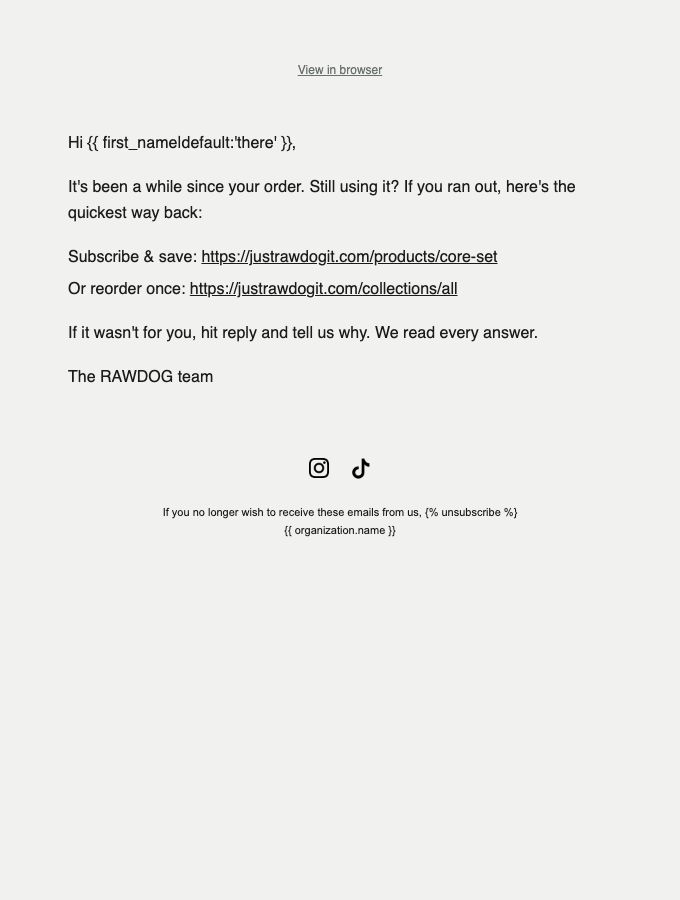 View in browser
Hi {{ first_name|default:'there' }},
It's been a while since your order. Still using it? If you ran out, here's the
quickest way back:
Subscribe & save: https://justrawdogit.com/products/core-set
Or reorder once: https://justrawdogit.com/collections/all
If it wasn't for you, hit reply and tell us why. We read every answer.
The RAWDOG team
If you no longer wish to receive these emails from us, {% unsubscribe %}
{{ organization.name }}